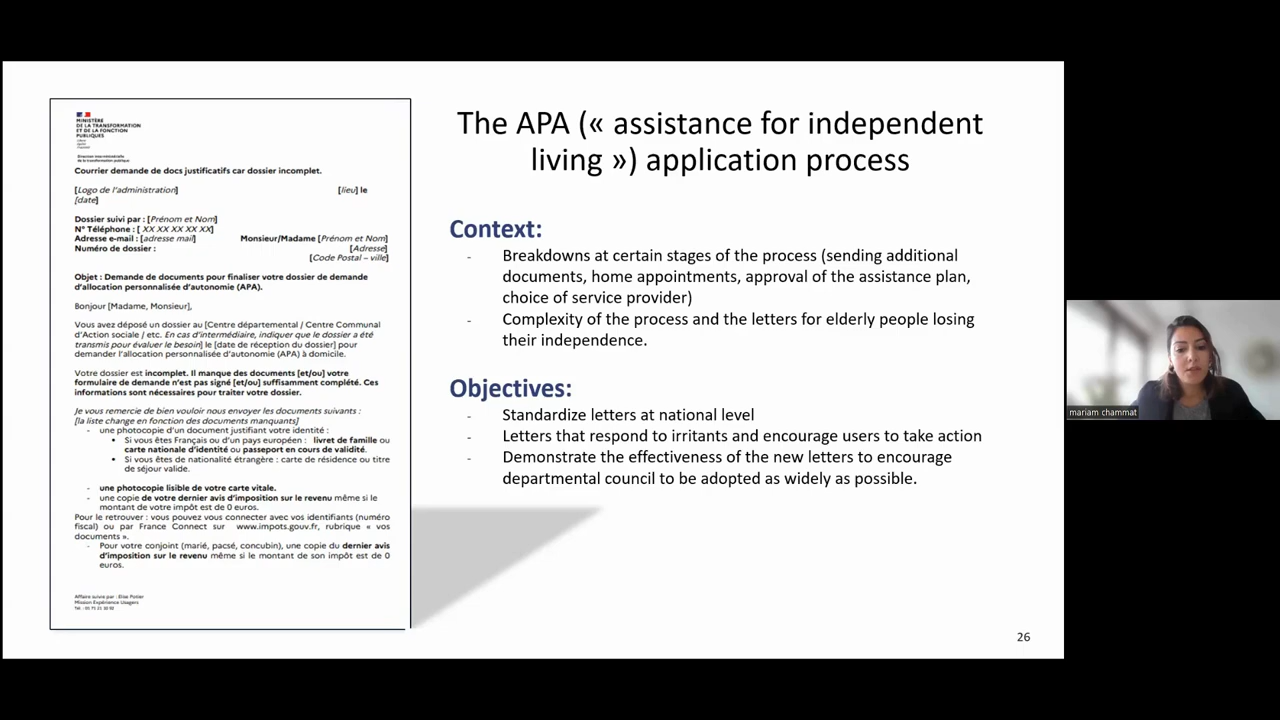 MINISTÈRE
DE LA TRANSFORMATION
ET DE LA FONCTION
PUBLIQUES
Direction interministérielle
de la transformation publique
Courrier demande de docs justificatifs car dossier incomplet.
[Logo de l'administration] [lieu] le
[date]
Dossier suivi par : [Prénom et Nom]
N° Téléphone : [ XX XX XX XX XX]
Adresse e-mail : [adresse mail] Monsieur/Madame [Prénom et Nom]
Numéro de dossier : [Adresse]
[Code Postal – ville]
Objet : Demande de documents pour finaliser votre dossier de demande
d'allocation personnalisée d'autonomie (APA).
Bonjour [Madame, Monsieur],
Vous avez déposé un dossier au [Centre départemental / Centre Communal
d'Action sociale / etc. En cas d'intermédiaire, indiquer que le dossier a été
transmis pour évaluer le besoin] le [date de réception du dossier] pour
demander l'allocation personnalisée d'autonomie (APA) à domicile.
Votre dossier est incomplet. Il manque des documents [et/ou] votre
formulaire de demande n'est pas signé [et/ou] suffisamment complété. Ces
informations sont nécessaires pour traiter votre dossier.
Je vous remercie de bien vouloir nous envoyer les documents suivants :
[la liste change en fonction des documents manquants]
- une photocopie d'un document justifiant votre identité :
• Si vous êtes Français ou d'un pays européen : livret de famille ou
carte nationale d'identité ou passeport en cours de validité.
• Si vous êtes de nationalité étrangère : carte de résidence ou titre
de séjour valide.
- une photocopie lisible de votre carte vitale.
- une copie de votre dernier avis d'imposition sur le revenu même si le
montant de votre impôt est de 0 euros.
Pour le retrouver : vous pouvez vous connecter avec vos identifiants (numéro
fiscal) ou par France Connect sur www.impots.gouv.fr, rubrique « vos
documents ».
- Pour votre conjoint (marié, pacsé, concubin), une copie du dernier avis
d'imposition sur le revenu même si le montant de son impôt est de 0
euros.
Affaire suivie par : Elise Potier
Mission Expérience Usagers
The APA (« assistance for independent
living ») application process
Context:
- Breakdowns at certain stages of the process (sending additional
documents, home appointments, approval of the assistance plan,
choice of service provider)
- Complexity of the process and the letters for elderly people losing
their independence.
Objectives:
- Standardize letters at national level
- Letters that respond to irritants and encourage users to take action
- Demonstrate the effectiveness of the new letters to encourage
departmental council to be adopted as widely as possible.
26
mariam chammat